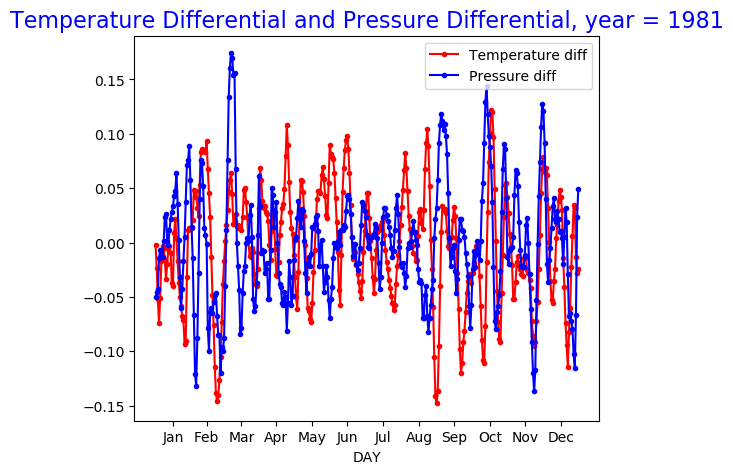 Temperature Differential and Pressure Differential, year = 1981
Temperature diff
Pressure diff
0.15
0.10
0.05
0.00
−0.05
−0.10
−0.15
Jan Feb Mar Apr May Jun Jul Aug Sep Oct Nov Dec
DAY